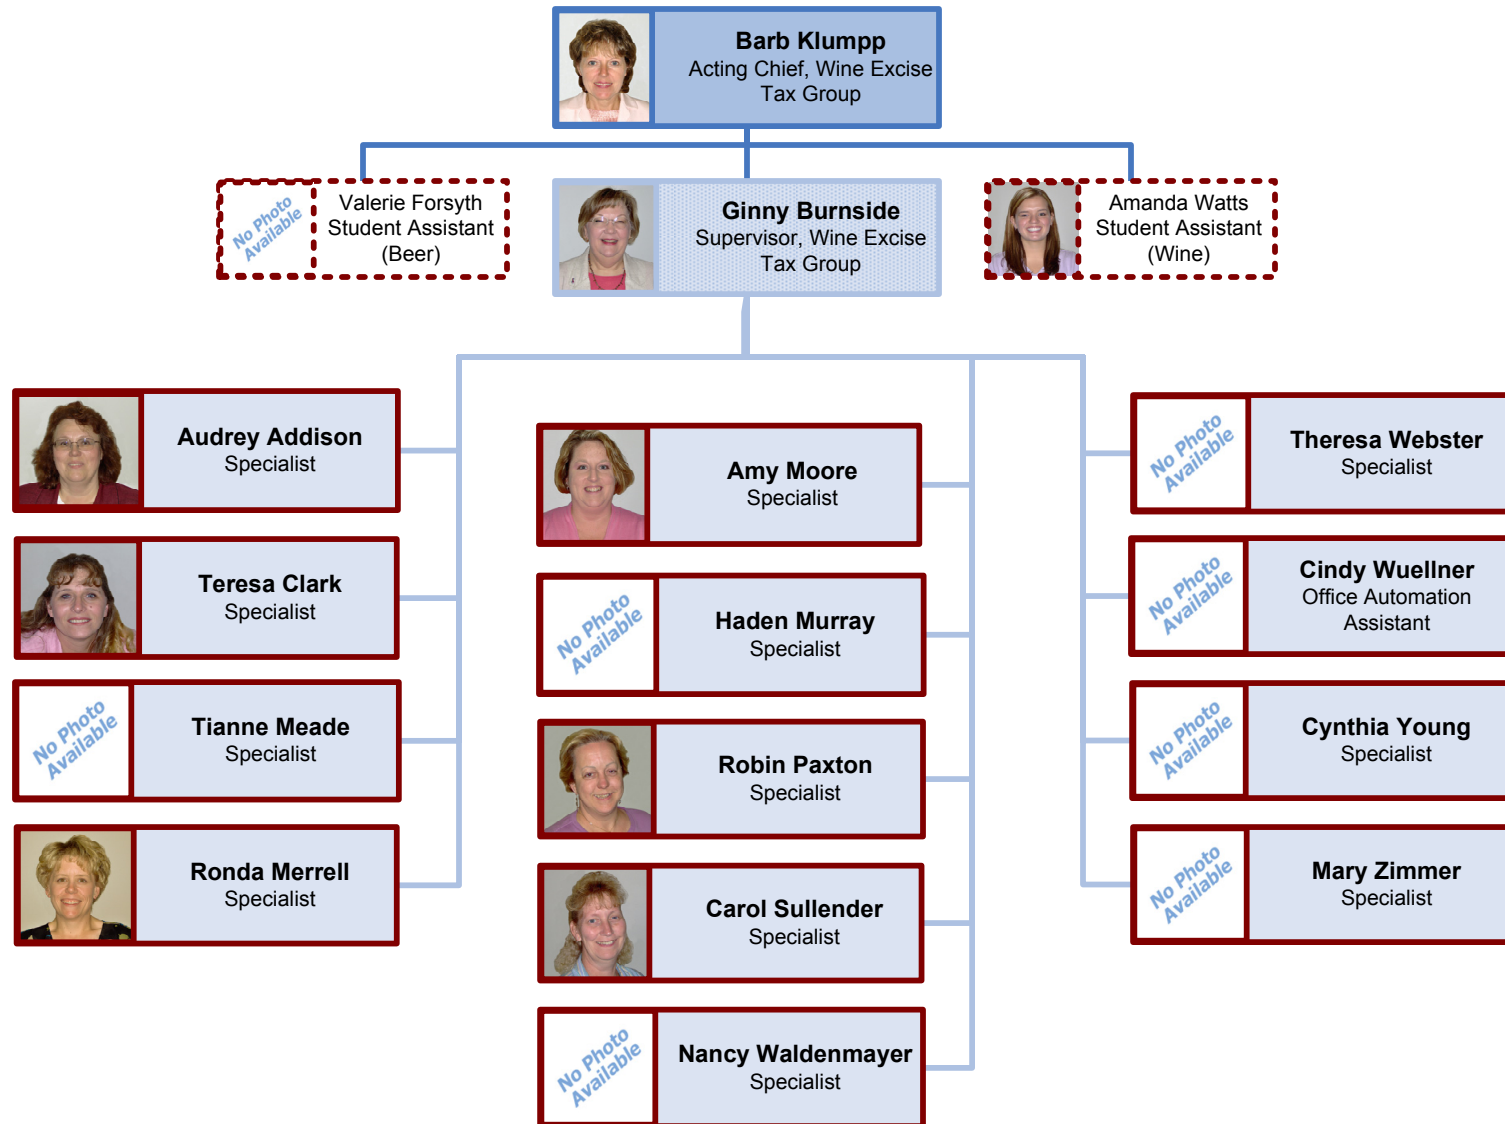 Barb Klumpp
Acting Chief, Wine Excise
Tax Group
No Photo
Available
Valerie Forsyth
Student Assistant
(Beer)
Ginny Burnside
Supervisor, Wine Excise
Tax Group
Amanda Watts
Student Assistant
(Wine)
Audrey Addison
Specialist
Teresa Clark
Specialist
No Photo
Available
Tianne Meade
Specialist
Ronda Merrell
Specialist
Amy Moore
Specialist
No Photo
Available
Haden Murray
Specialist
Robin Paxton
Specialist
Carol Sullender
Specialist
No Photo
Available
Nancy Waldenmayer
Specialist
No Photo
Available
Theresa Webster
Specialist
No Photo
Available
Cindy Wuellner
Office Automation
Assistant
No Photo
Available
Cynthia Young
Specialist
No Photo
Available
Mary Zimmer
Specialist